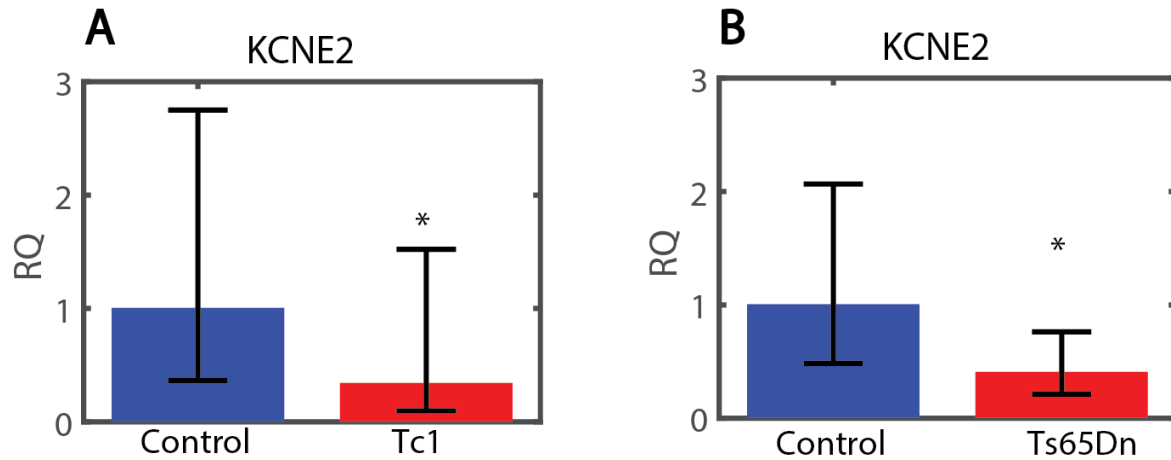 A
KCNE2
3
2
1
0
RQ
*
Control
Tc1
B
KCNE2
3
2
1
0
RQ
*
Control
Ts65Dn